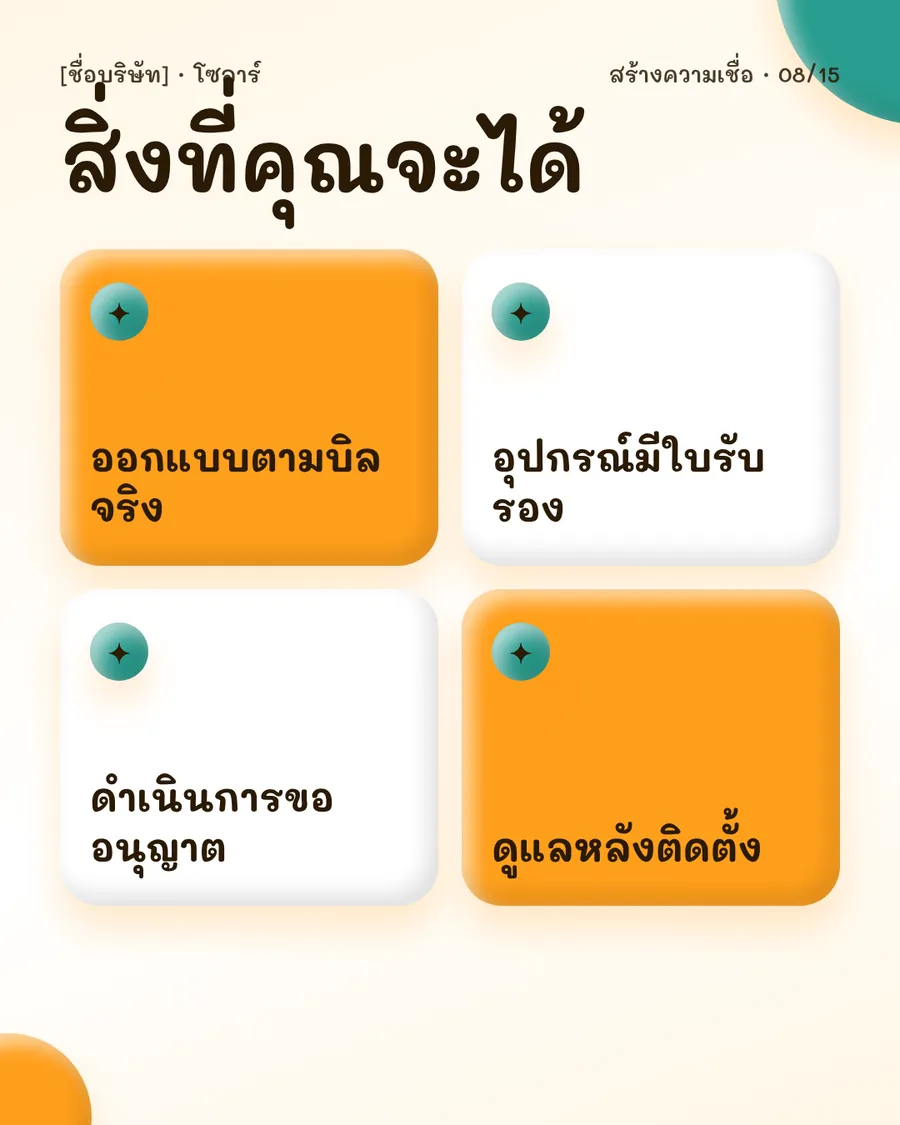 [ชื่อบริษัท] · โซลาร์
สร้างความเชื่อ · 08/15
สิ่งที่คุณจะได้
ออกแบบตามบิล
จริง
อุปกรณ์มีใบรับ
รอง
ดำเนินการขอ
อนุญาต
ดูแลหลังติดตั้ง